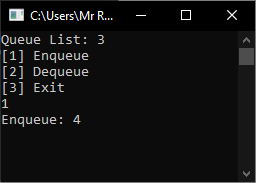 C:\Users\Mr R...
Queue List: 3
[1] Enqueue
[2] Dequeue
[3] Exit
1
Enqueue: 4